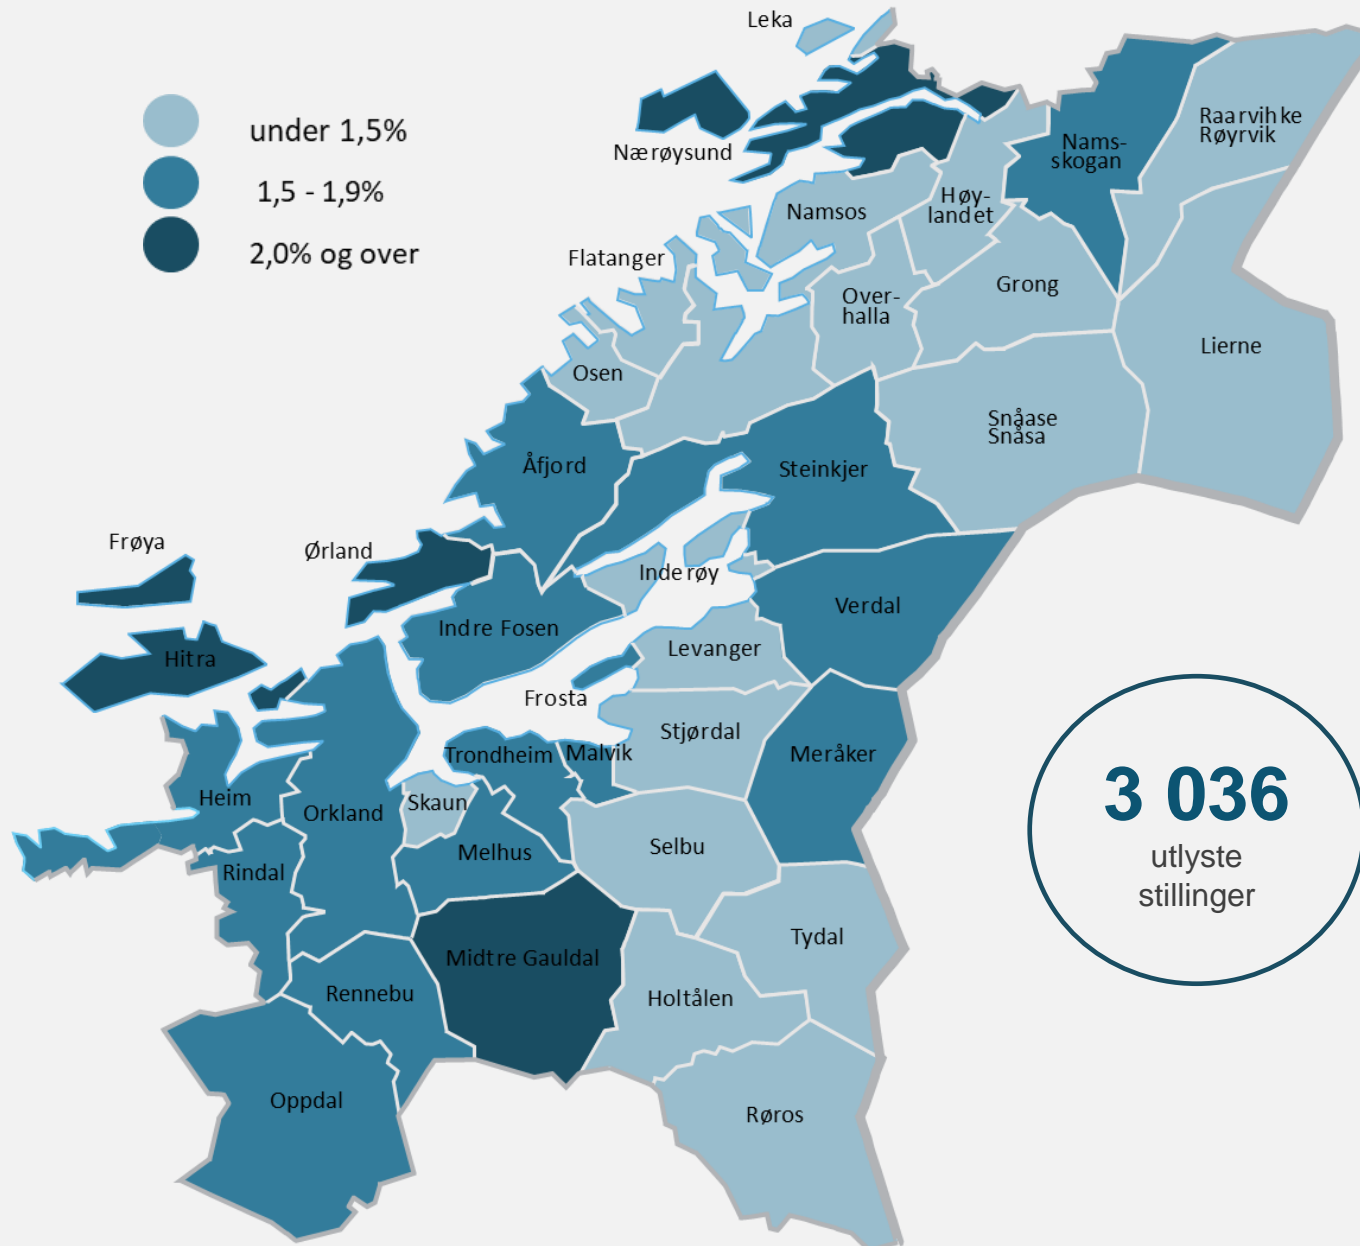 Leka
under 1,5%
1,5 - 1,9%
2,0% og over
Nærøysund
Nams-
skogan
Raarvihke
Røyrvik
Namsos
Høy-
landet
Flatanger
Over-
halla
Grong
Lierne
Osen
Snåase
Snåsa
Åfjord
Steinkjer
Frøya
Ørland
Inderøy
Verdal
Indre Fosen
Hitra
Levanger
Frosta
Stjørdal
Trondheim
Malvik
Meråker
Heim
Orkland
Skaun
Melhus
Selbu
Rindal
3 036
utlyste
stillinger
Tydal
Midtre Gauldal
Rennebu
Holtålen
Oppdal
Røros